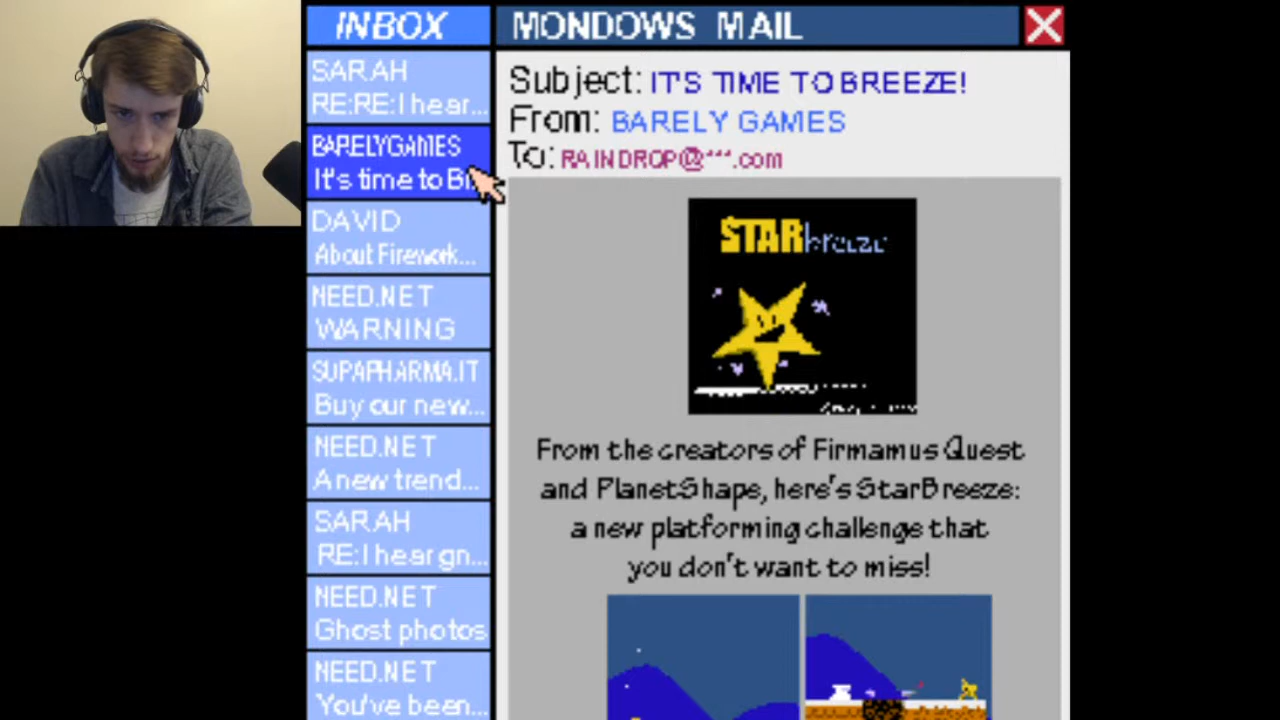 INBOX
SARAH
RE:RE:I hear...
BARELYGAMES
It's time to Br
DAVID
About Firework...
NEED.NET
WARNING
SUPAPHARMA.IT
Buy our new...
NEED.NET
A new trend...
SARAH
RE:I hear gn...
NEED.NET
Ghost photos
NEED.NET
You've been...
MONDOWS MAIL
Subject: IT'S TIME TO BREEZE!
From: BARELY GAMES
To: RAINDROP@***.com
STARbreeze
From the creators of Firmamus Quest
and PlanetShape, here's StarBreeze:
a new platforming challenge that
you don't want to miss!